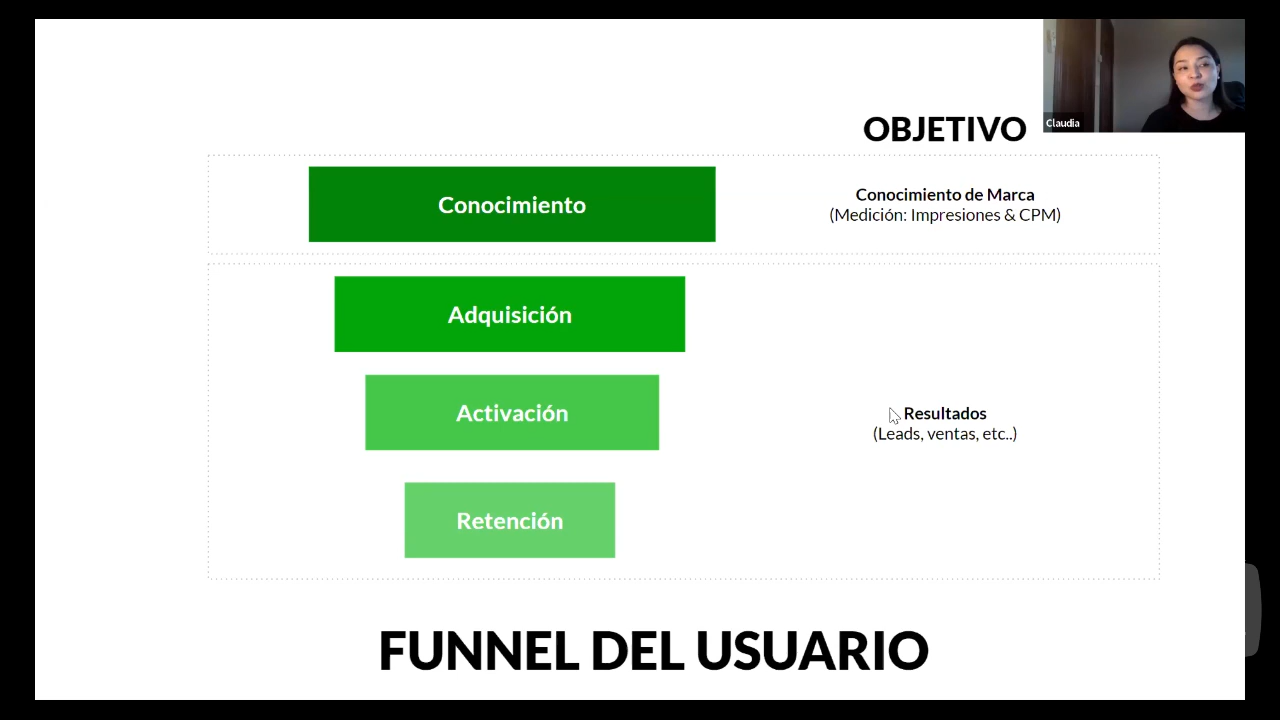 Claudia
OBJETIVO
Conocimiento
Conocimiento de Marca
(Medición: Impresiones & CPM)
Adquisición
Activación
Resultados
(Leads, ventas, etc..)
Retención
FUNNEL DEL USUARIO